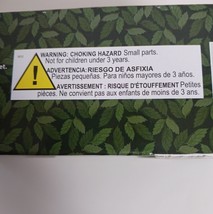 WARNING: CHOKING HAZARD Small parts.
Not for children under 3 years.
et.
ADVERTENCIA: RIESGO DE ASFIXIA
Piezas pequeñas. Para niños mayores de 3 años.
AVERTISSEMENT : RISQUE D'ÉTOUFFEMENT Petites
pièces. Ne convient pas aux enfants de moins de 3 ans.